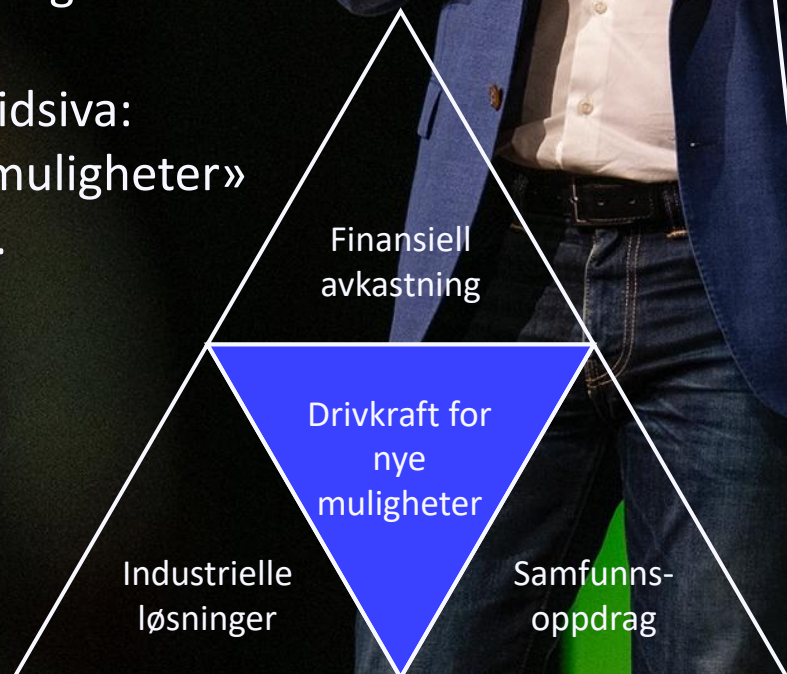 idsiva:
muligheter»
.
Finansiell
avkastning
Drivkraft for
nye
muligheter
Industrielle
løsninger
Samfunns-
oppdrag